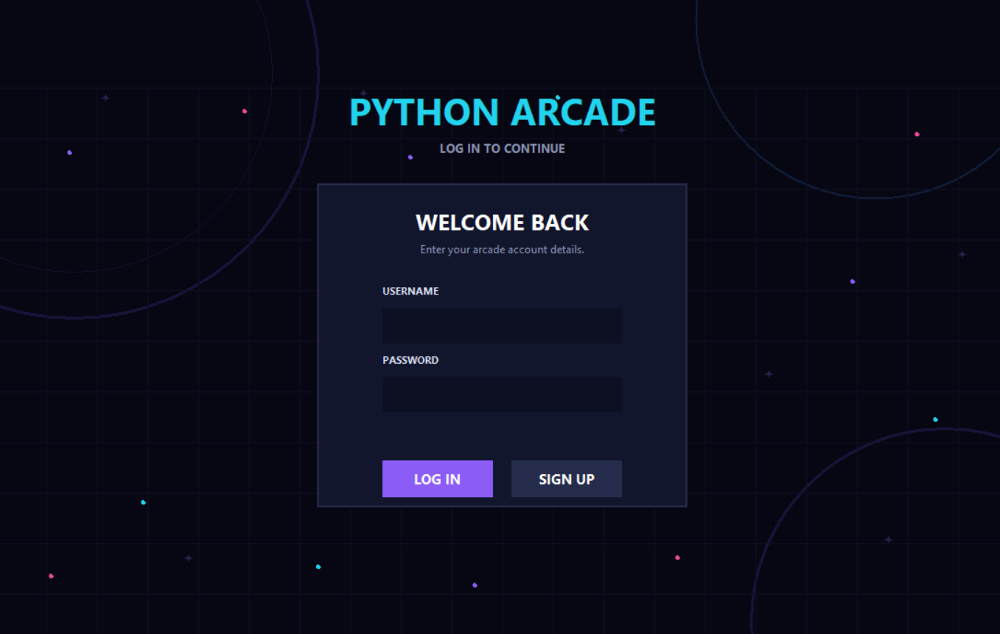 PYTHON ARCADE
LOG IN TO CONTINUE
WELCOME BACK
Enter your arcade account details.
USERNAME
PASSWORD
LOG IN
SIGN UP